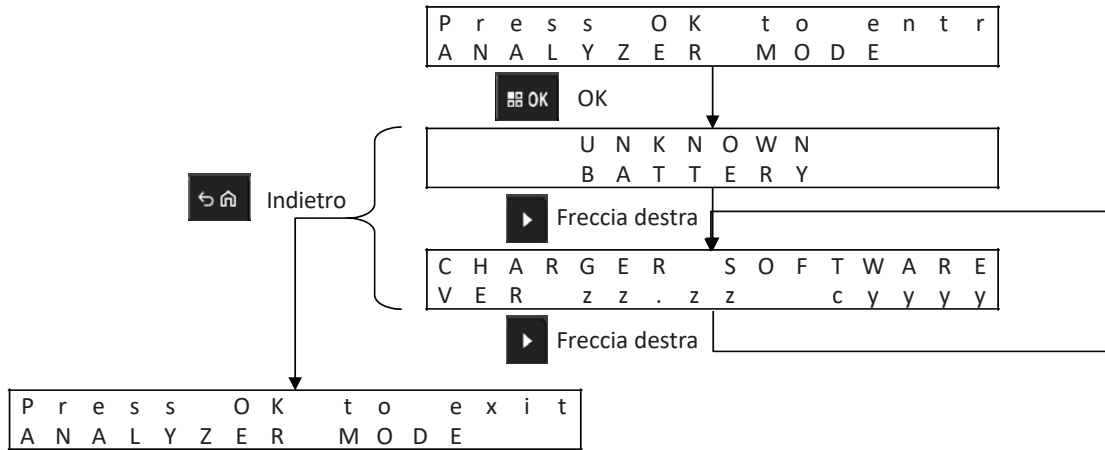 Press OK to entr
ANALYZER MODE
OK OK
UNKNOWN
BATTERY
Indietro
Freccia destra
CHARGER SOFTWARE
VER zz.zz cyyyy
Freccia destra
Press OK to exit
ANALYZER MODE